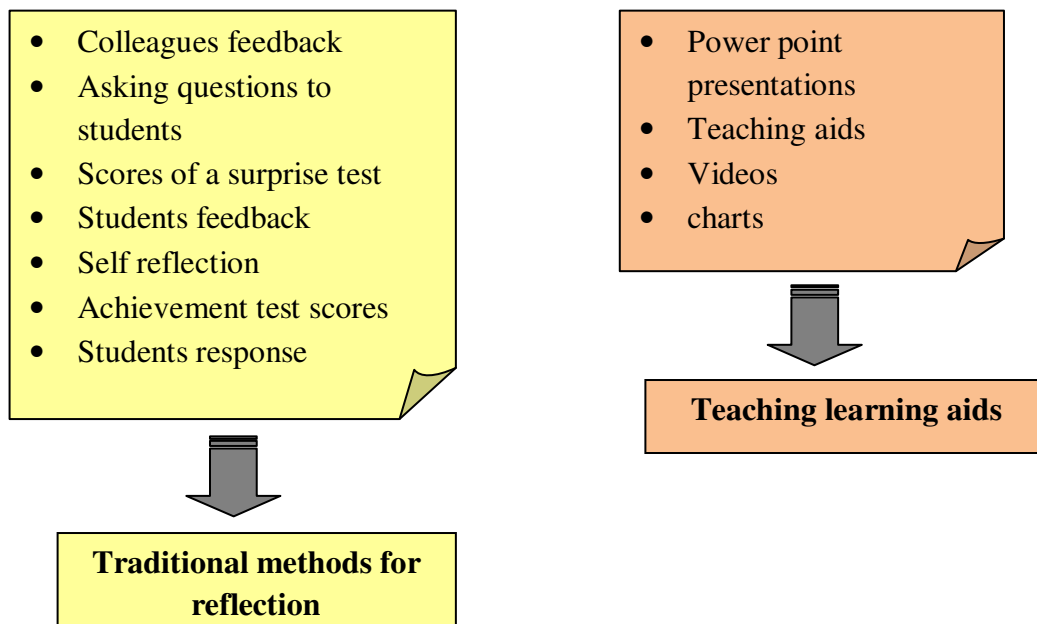 • Colleagues feedback
• Asking questions to
students
• Scores of a surprise test
• Students feedback
• Self reflection
• Achievement test scores
• Students response
Traditional methods for
reflection
• Power point
presentations
• Teaching aids
• Videos
• charts
Teaching learning aids